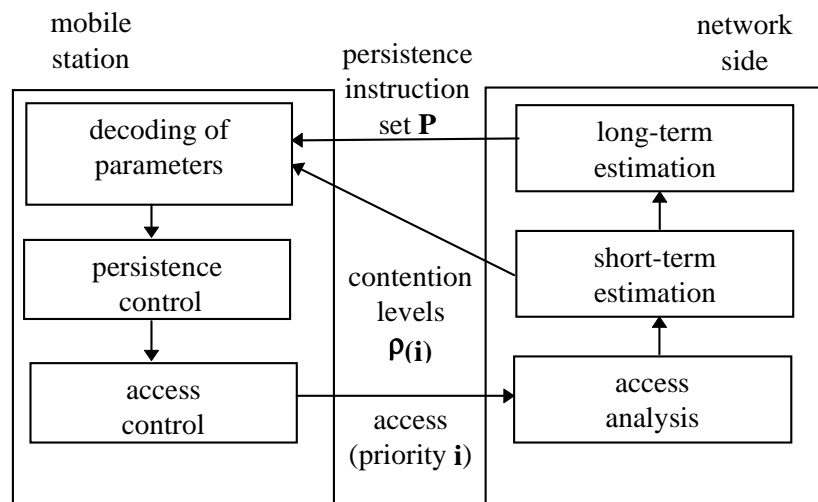 mobile
station
persistence
instruction
set P
network
side
decoding of
parameters
long-term
estimation
persistence
control
contention
levels
ρ(i)
short-term
estimation
access
control
access
(priority i)
access
analysis